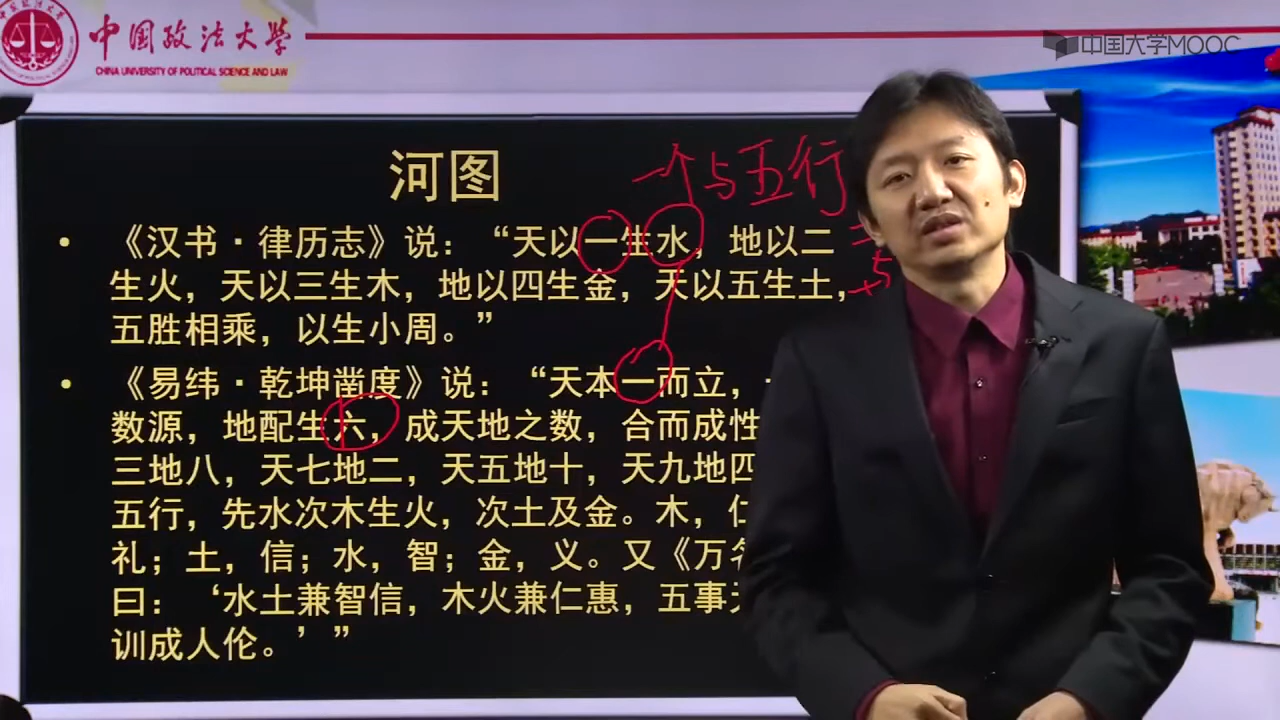 中国政法大学
CHINA UNIVERSITY OF POLITICAL SCIENCE AND LAW
中国大学MOOC
河图
一个与五行
• 《汉书·律历志》说：“天以一生水，地以二
生火，天以三生木，地以四生金，天以五生土，
+5
五胜相乘，以生小周。”
• 《易纬·乾坤凿度》说：“天本一而立，
数源，地配生六，成天地之数，合而成性
三地八，天七地二，天五地十，天九地四
五行，先水次木生火，次土及金。木，仁
礼；土，信；水，智；金，义。又《万名
曰：‘水土兼智信，木火兼仁惠，五事天
训成人伦。’”